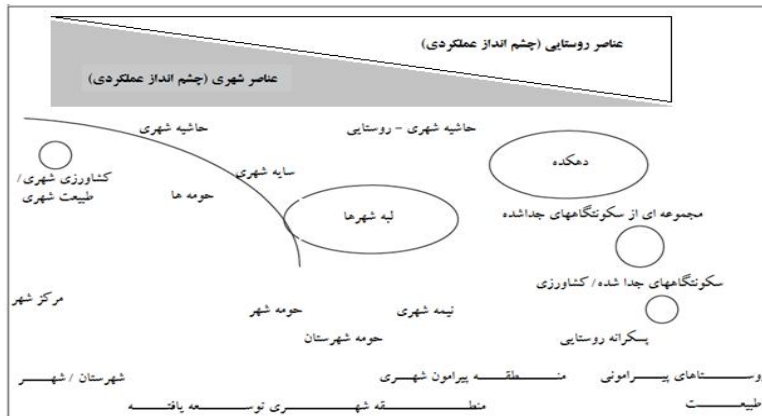 عناصر روستایی (چشم انداز عملکردی)
عناصر شهری (چشم انداز عملکردی)
حاشیه شهری
حاشیه شهری - روستایی
دهکده
سایه شهری
کشاورزی شهری/
طبیعت شهری
حومه ها
لبه شهرها
مجموعه ای از سکونتگاههای جداشده
سکونتگاههای جدا شده/ کشاورزی
مرکز شهر
حومه شهر
نیمه شهری
حومه شهرستان
پسکرانه روستایی
وستاهای پیرامونی
منطقه پیرامون شهری
شهرستان / شهر
طبیعت
منطقه شهری توسعه یافته